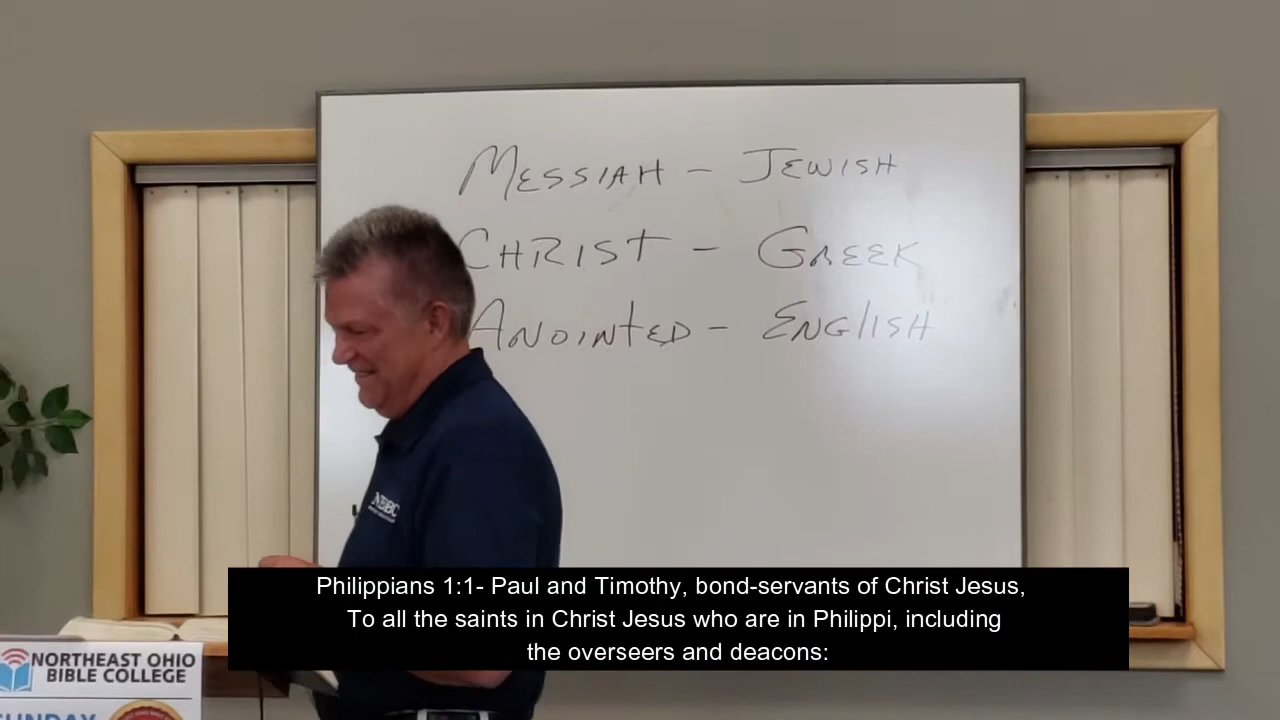 MESSIAH - JEWISH
CHRIST - GREEK
ANOINTED - ENGLISH
Philippians 1:1- Paul and Timothy, bond-servants of Christ Jesus,
To all the saints in Christ Jesus who are in Philippi, including
the overseers and deacons:
NORTHEAST OHIO
BIBLE COLLEGE
SUNDAY